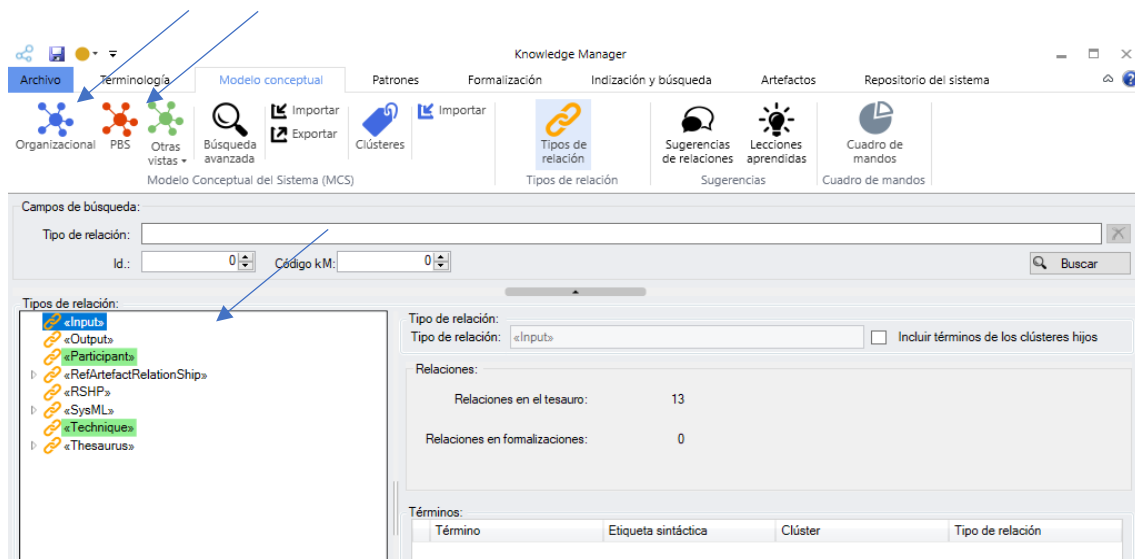 Knowledge Manager
Archivo Terminología Modelo conceptual Patrones Formalización Indización y búsqueda Artefactos Repositorio del sistema
Organizacional PBS Otras vistas Búsqueda avanzada Importar Exportar Clústeres Importar Tipos de relación Sugerencias de relaciones Lecciones aprendidas Cuadro de mandos
Modelo Conceptual del Sistema (MCS) Tipos de relación Sugerencias Cuadro de mandos
Campos de búsqueda:
Tipo de relación:
Id.: 0 Código kM: 0 Buscar
Tipos de relación:
«Input»
«Output»
«Participant»
«RefArtefactRelationShip»
«RSHP»
«SysML»
«Technique»
«Thesaurus»
Tipo de relación:
Tipo de relación: «Input» Incluir términos de los clústeres hijos
Relaciones:
Relaciones en el tesauro: 13
Relaciones en formalizaciones: 0
Términos:
Término Etiqueta sintáctica Clúster Tipo de relación